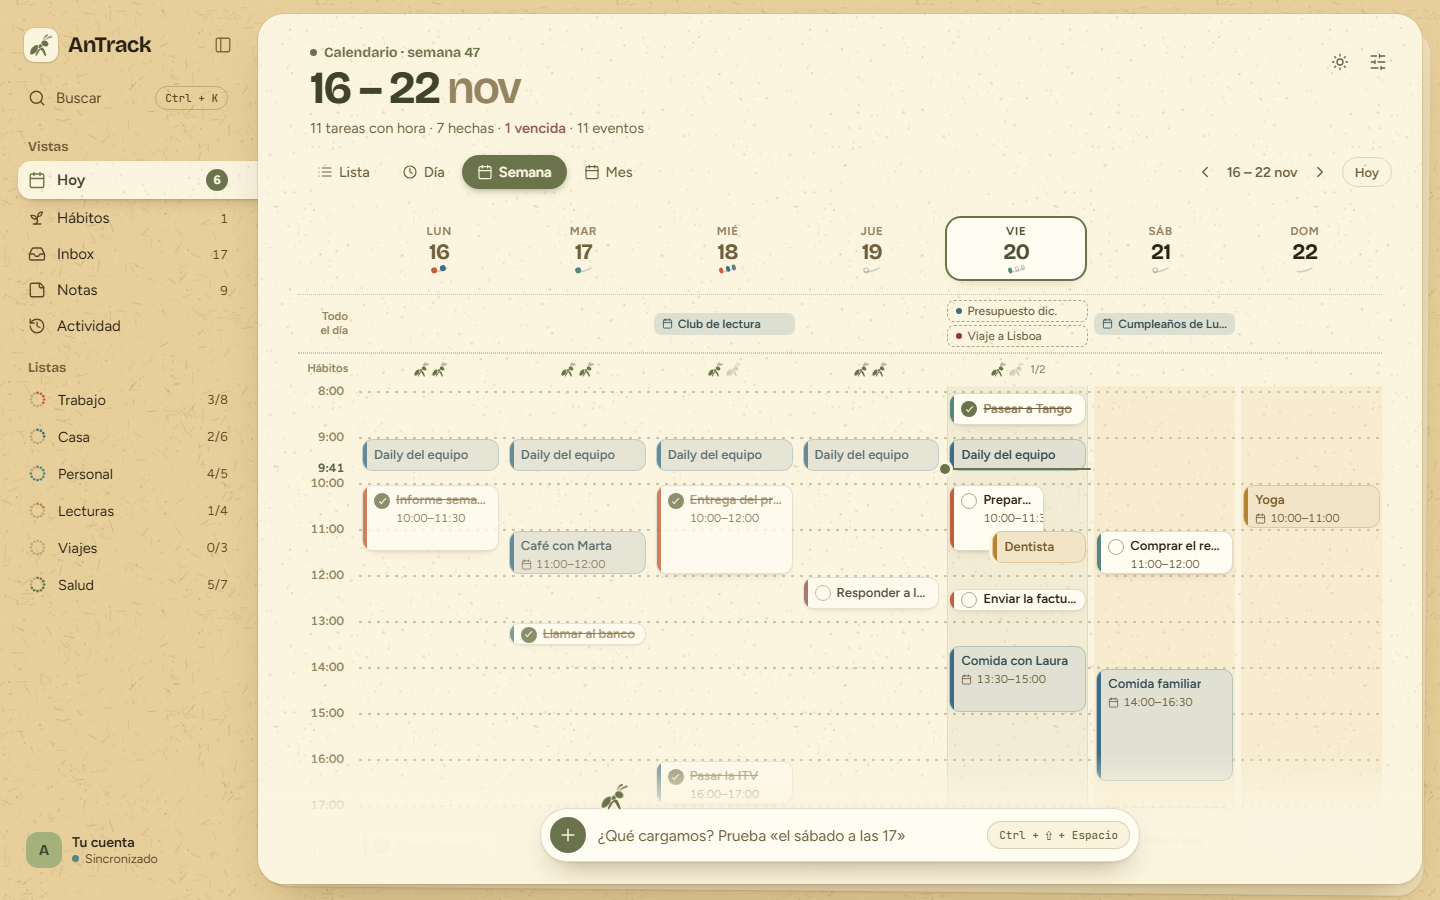 AnTrack
Buscar
Ctrl + K
Vistas
Hoy
6
Hábitos
1
Inbox
17
Notas
9
Actividad
Listas
Trabajo
3/8
Casa
2/6
Personal
4/5
Lecturas
1/4
Viajes
0/3
Salud
5/7
A
Tu cuenta
Sincronizado
Calendario · semana 47
16 – 22 nov
11 tareas con hora · 7 hechas · 1 vencida · 11 eventos
Lista
Día
Semana
Mes
16 – 22 nov
Hoy
LUN
16
MAR
17
MIÉ
18
JUE
19
VIE
20
SÁB
21
DOM
22
Todo
el día
Club de lectura
Presupuesto dic.
Viaje a Lisboa
Cumpleaños de Lu...
Hábitos
1/2
8:00
Pasear a Tango
9:00
Daily del equipo
Daily del equipo
Daily del equipo
Daily del equipo
Daily del equipo
9:41
10:00
Informe sema...
10:00–11:30
Entrega del pr...
10:00–12:00
Prepar...
10:00–11:3
Yoga
10:00–11:00
11:00
Café con Marta
11:00–12:00
Dentista
Comprar el re...
11:00–12:00
12:00
Responder a l...
Enviar la factu...
13:00
Llamar al banco
14:00
Comida con Laura
13:30–15:00
Comida familiar
14:00–16:30
15:00
16:00
Pasar la ITV
16:00–17:00
17:00
¿Qué cargamos? Prueba «el sábado a las 17»
Ctrl + ⇧ + Espacio